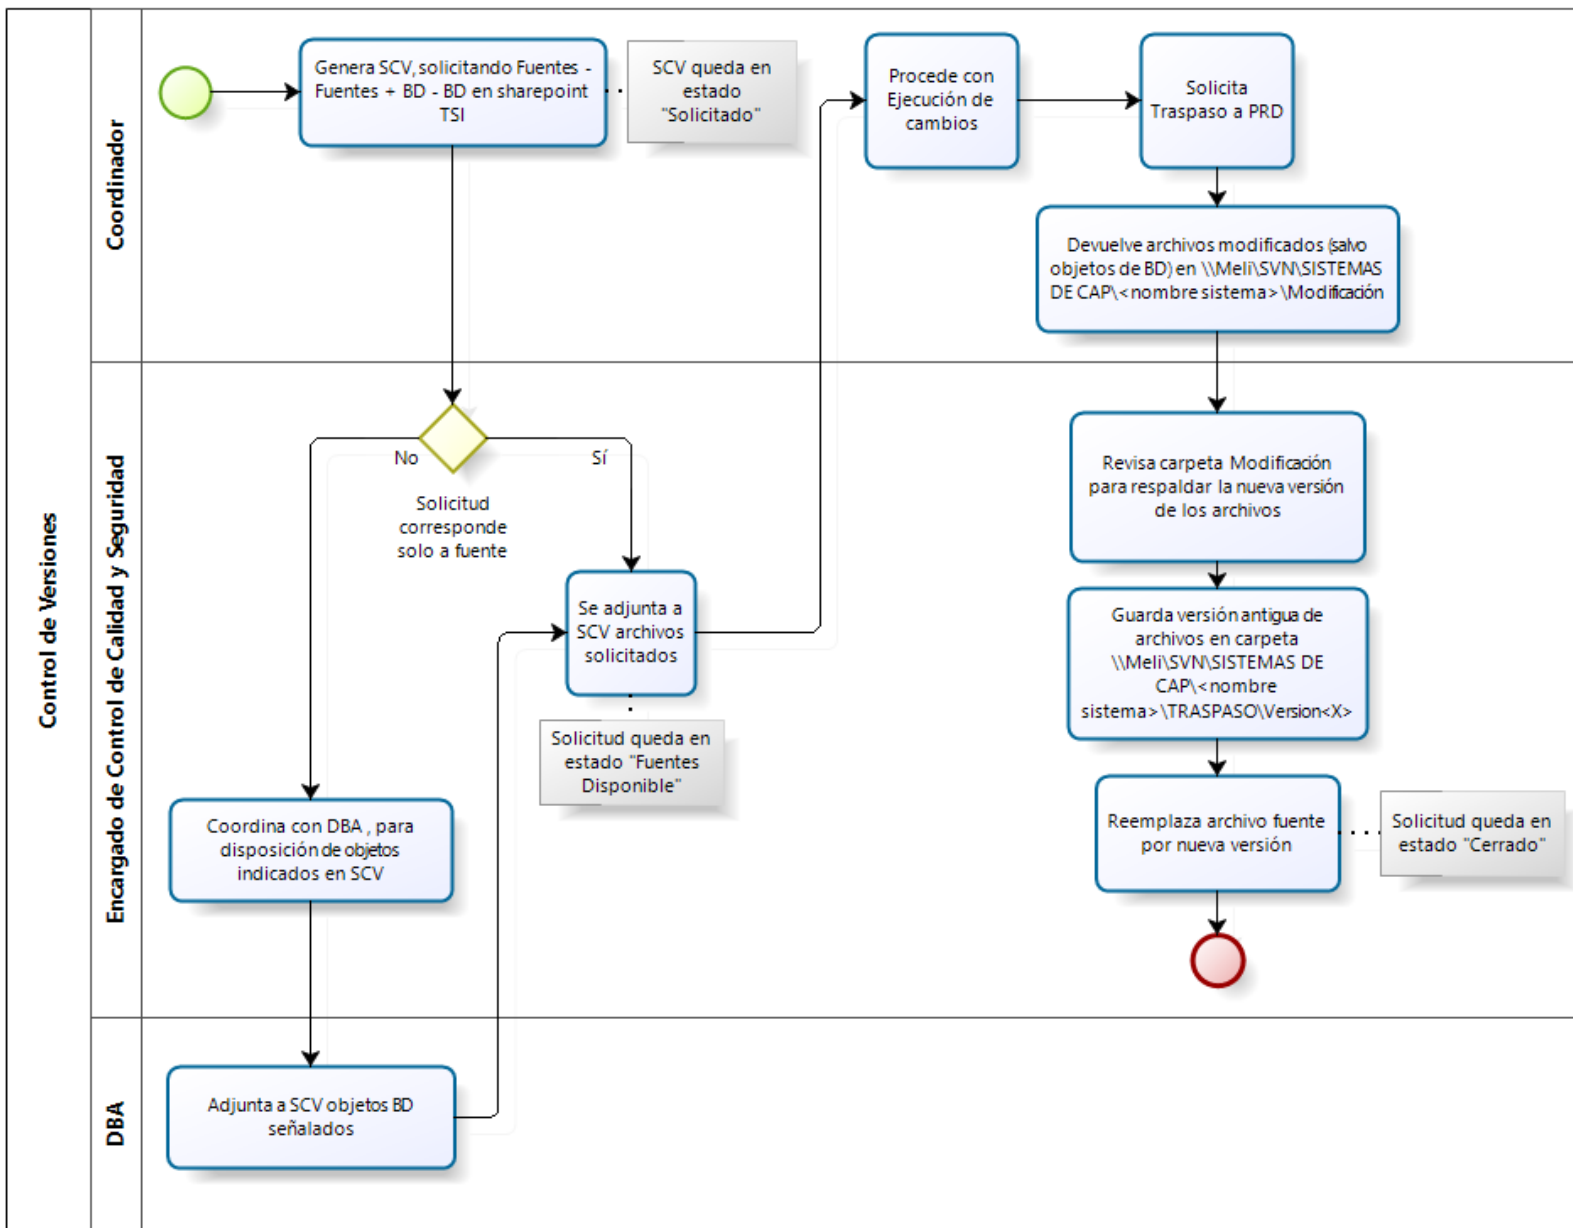 Control de Versiones
Coordinador
Genera SCV, solicitando Fuentes -
Fuentes + BD - BD en sharepoint
TSI
SCV queda en
estado
"Solicitado"
Procede con
Ejecución de
cambios
Solicita
Traspaso a PRD
Devuelve archivos modificados (salvo
objetos de BD) en \\Meli\SVN\SISTEMAS
DE CAP\<nombre sistema>\Modificación
Encargado de Control de Calidad y Seguridad
No
Sí
Solicitud
corresponde
solo a fuente
Se adjunta a
SCV archivos
solicitados
Solicitud queda en
estado "Fuentes
Disponible"
Coordina con DBA , para
disposición de objetos
indicados en SCV
Revisa carpeta Modificación
para respaldar la nueva versión
de los archivos
Guarda versión antigua de
archivos en carpeta
\\Meli\SVN\SISTEMAS DE
CAP\<nombre
sistema>\TRASPASO\Version<X>
Reemplaza archivo fuente
por nueva versión
Solicitud queda en
estado "Cerrado"
DBA
Adjunta a SCV objetos BD
señalados